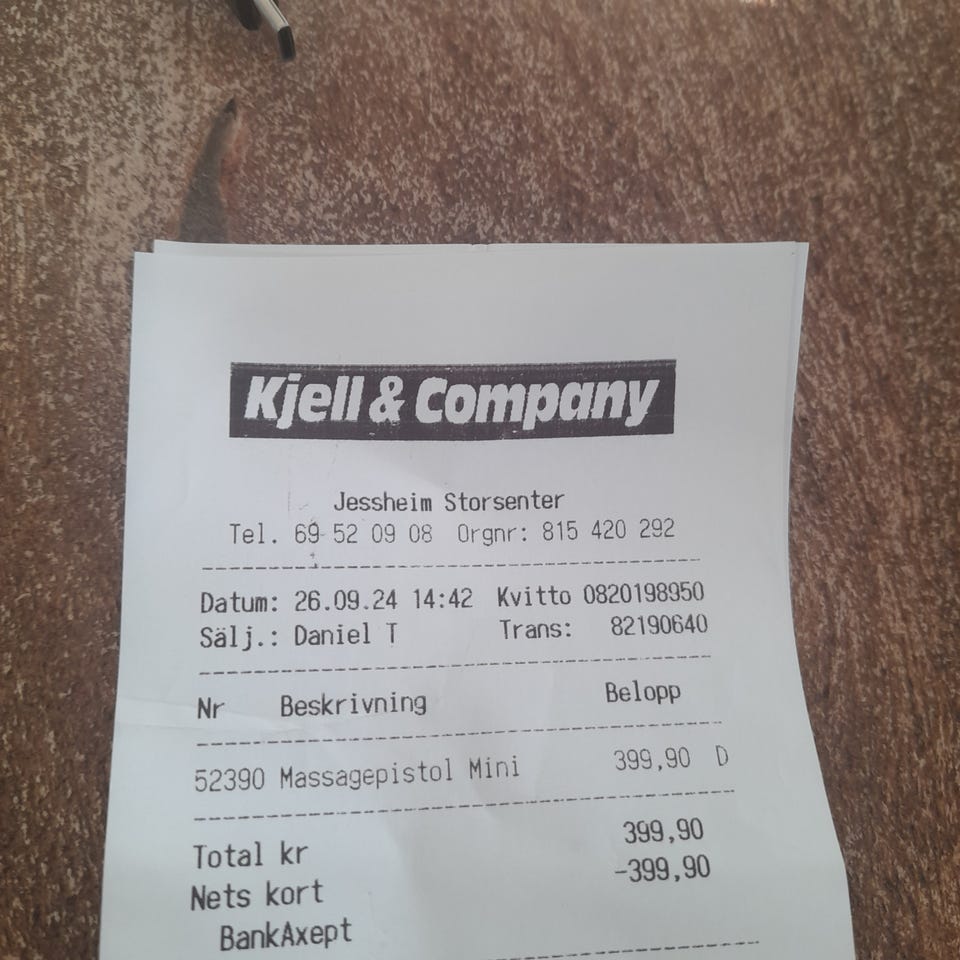 Kjell & Company
Jessheim Storsenter
Tel. 69 52 09 08 Orgnr: 815 420 292
Datum: 26.09.24 14:42 Kvitto 0820198950
Sälj.: Daniel T Trans: 82190640
Nr Beskrivning Belopp
52390 Massagepistol Mini 399,90 D
Total kr 399,90
Nets kort -399,90
BankAxept